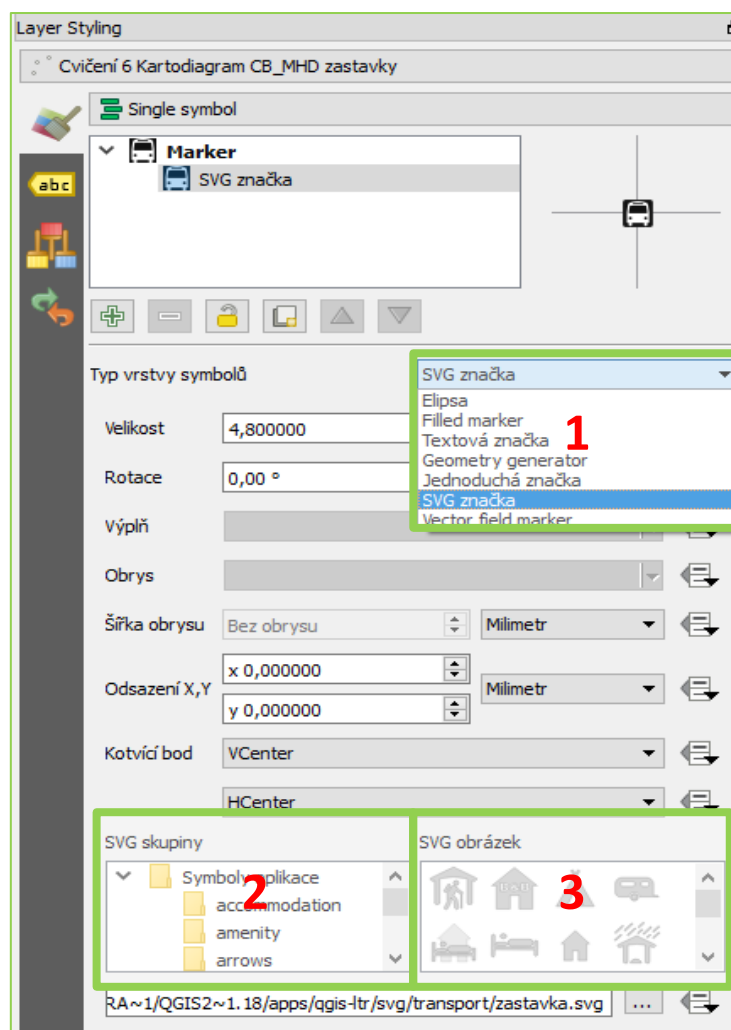 Layer Styling
Cvičení 6 Kartodiagram CB_MHD zastavky
Single symbol
Marker
abc
SVG značka
Typ vrstvy symbolů
SVG značka
Elipsa
Filled marker
Textová značka
1
Geometry generator
Jednoduchá značka
SVG značka
Vector field marker
Velikost
4,800000
Rotace
0,00 °
Výplň
Obrys
Šířka obrysu
Bez obrysu
Milimetr
Odsazení X,Y
x 0,000000
y 0,000000
Milimetr
Kotvící bod
VCenter
HCenter
SVG skupiny
Symboly aplikace
2
accommodation
amenity
arrows
SVG obrázek
B&B
3
RA~1/QGIS2~1.18/apps/qgis-ltr/svg/transport/zastavka.svg
...